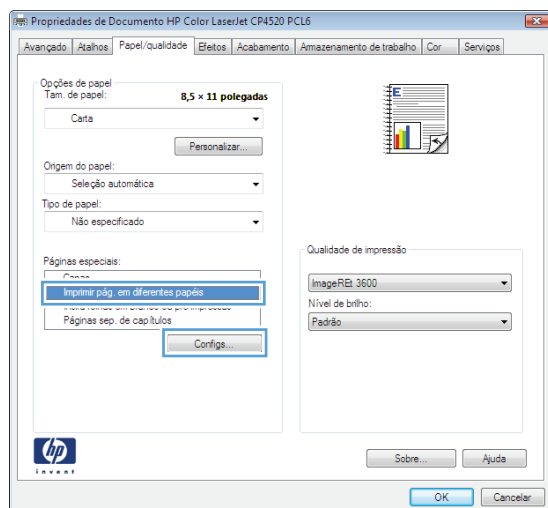 Propriedades de Documento HP Color LaserJet CP4520 PCL6
Avançado Atalhos Papel/qualidade Efeitos Acabamento Amazenamento de trabalho Cor Serviços
Opções de papel
Tam. de papel: 8,5 × 11 polegadas
Carta
Personalizar...
Origem do papel:
Seleção automática
Tipo de papel:
Não especificado
Páginas especiais:
Capas
Imprimir pág. em diferentes papéis
Páginas sep. de capítulos
Configs...
E
Qualidade de impressão
ImageREt 3600
Nível de brilho:
Padrão
hp
invent
Sobre... Ajuda
OK Cancelar